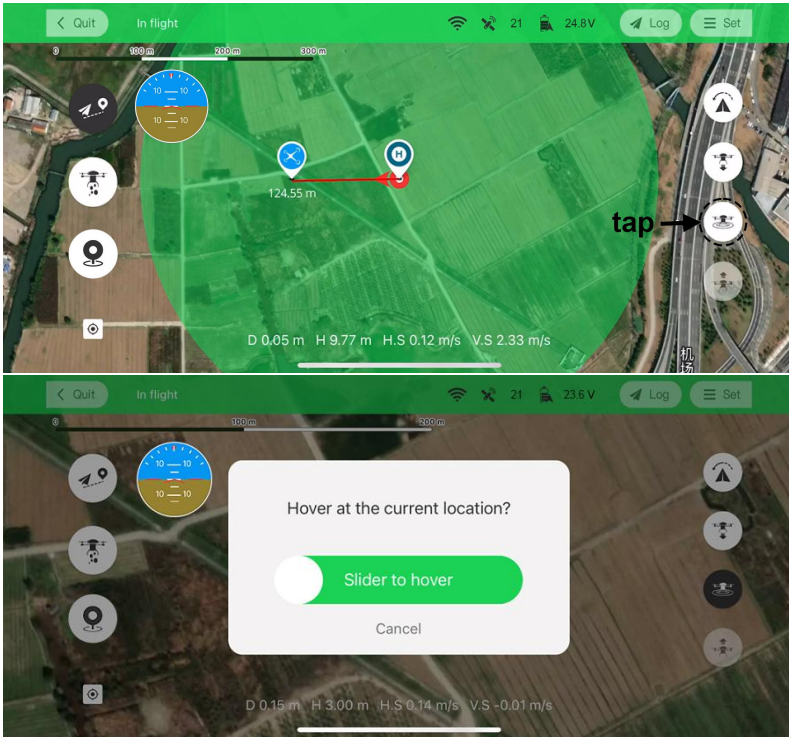 Quit In flight 21 24.8 V Log Set
0 100 m 200 m 300 m
10 10
10 10
H
124.55 m
tap
D 0.05 m H 9.77 m H.S 0.12 m/s V.S 2.33 m/s
机
场
Quit In flight 21 23.6 V Log Set
0 100 m 200 m
10 10
10 10
Hover at the current location?
Slider to hover
Cancel
D 0.15 m H 3.00 m H.S 0.14 m/s V.S -0.01 m/s